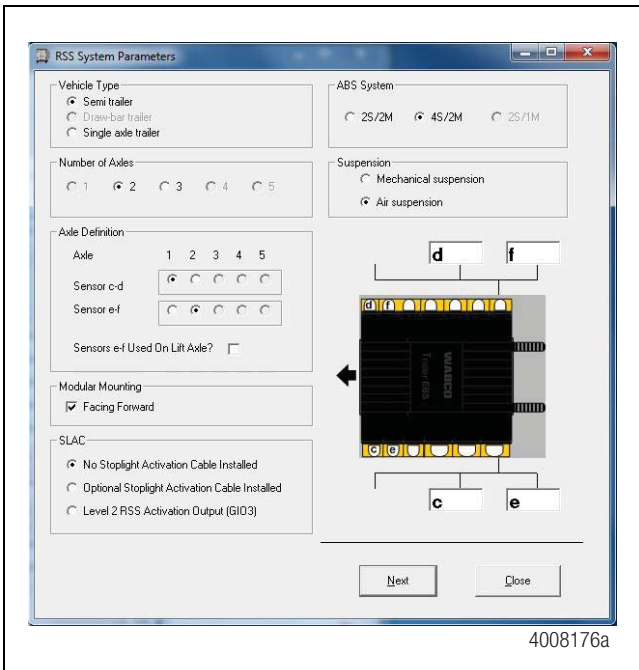 RSS System Parameters
Vehicle Type
Semi trailer
Draw-bar trailer
Single axle trailer
Number of Axles
1 2 3 4 5
Axle Definition
Axle 1 2 3 4 5
Sensor c-d
Sensor e-f
Sensors e-f Used On Lift Axle?
Modular Mounting
Facing Forward
SLAC
No Stoplight Activation Cable Installed
Optional Stoplight Activation Cable Installed
Level 2 RSS Activation Output (GIO3)
ABS System
2S/2M 4S/2M 2S/1M
Suspension
Mechanical suspension
Air suspension
d f
d f
WABCO
Trailer EBS
c e
c e
Next Close
4008176a